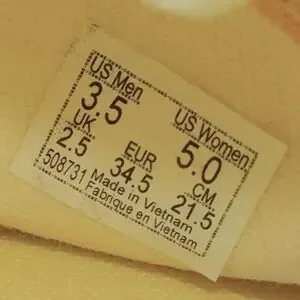 US Men US Women
3.5 5.0
UK EUR CM
2.5 34.5 21.5
508731 Made in Vietnam
Fabrique en Vietnam